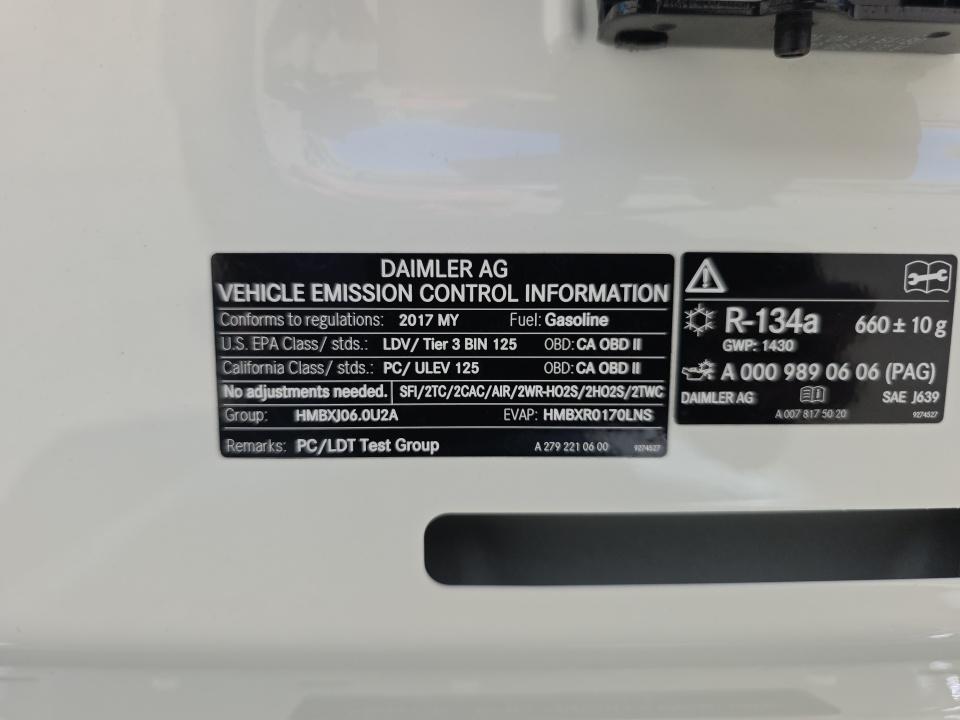 DAIMLER AG
VEHICLE EMISSION CONTROL INFORMATION
Conforms to regulations: 2017 MY Fuel: Gasoline
U.S. EPA Class/ stds.: LDV/ Tier 3 BIN 125 OBD: CA OBD II
California Class/ stds.: PC/ ULEV 125 OBD: CA OBD II
No adjustments needed. SFI/2TC/2CAC/AIR/2WR-HO2S/2HO2S/2TWC
Group: HMBXJ06.0U2A EVAP: HMBXR0170LNS
Remarks: PC/LDT Test Group A 279 221 06 00 9274527
R-134a 660 ± 10 g
GWP: 1430
A 000 989 06 06 (PAG)
DAIMLER AG SAE J639
A 007 817 50 20 9274527